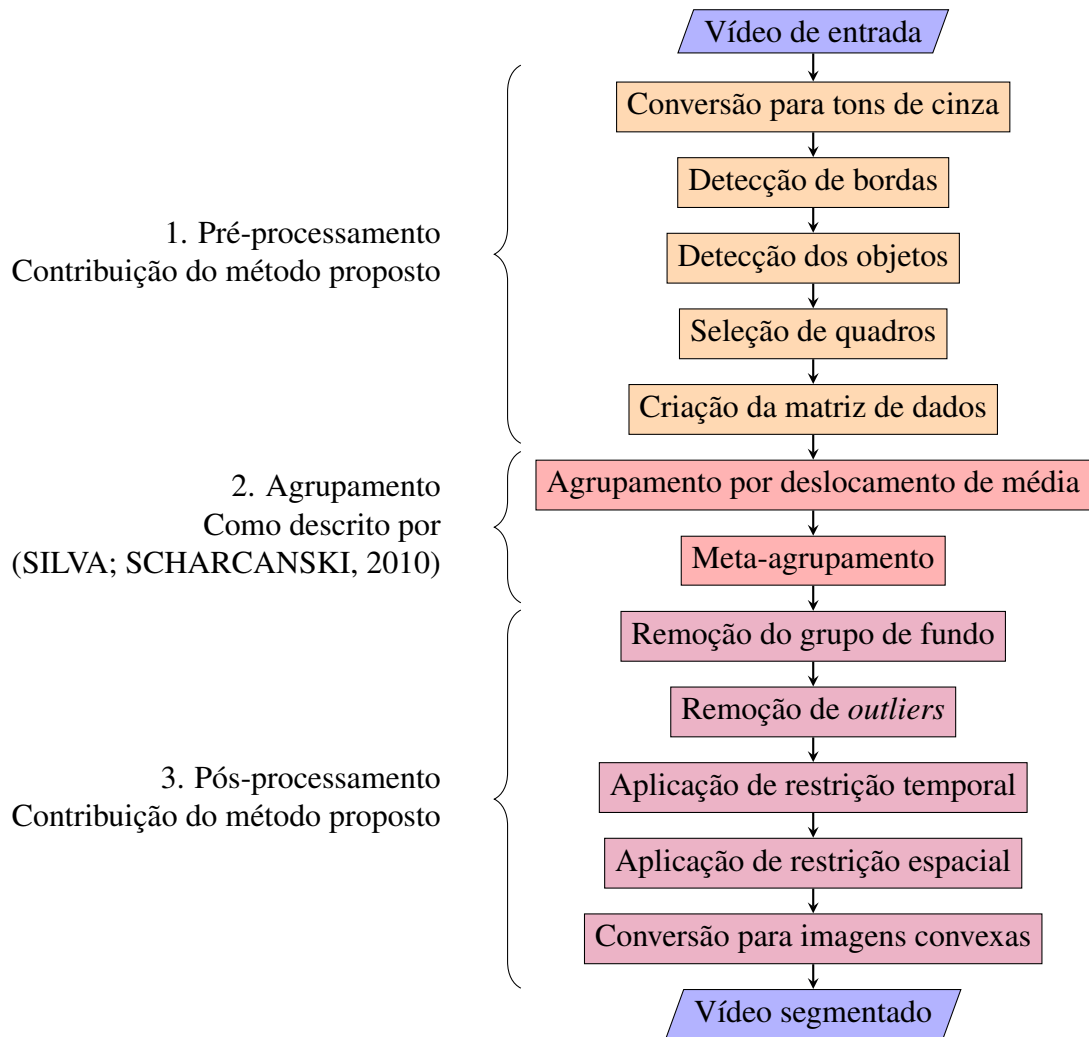 Vídeo de entrada
Conversão para tons de cinza
Detecção de bordas
1. Pré-processamento
Contribuição do método proposto
Detecção dos objetos
Seleção de quadros
Criação da matriz de dados
2. Agrupamento
Como descrito por
(SILVA; SCHARCANSKI, 2010)
Agrupamento por deslocamento de média
Meta-agrupamento
Remoção do grupo de fundo
Remoção de outliers
3. Pós-processamento
Contribuição do método proposto
Aplicação de restrição temporal
Aplicação de restrição espacial
Conversão para imagens convexas
Vídeo segmentado